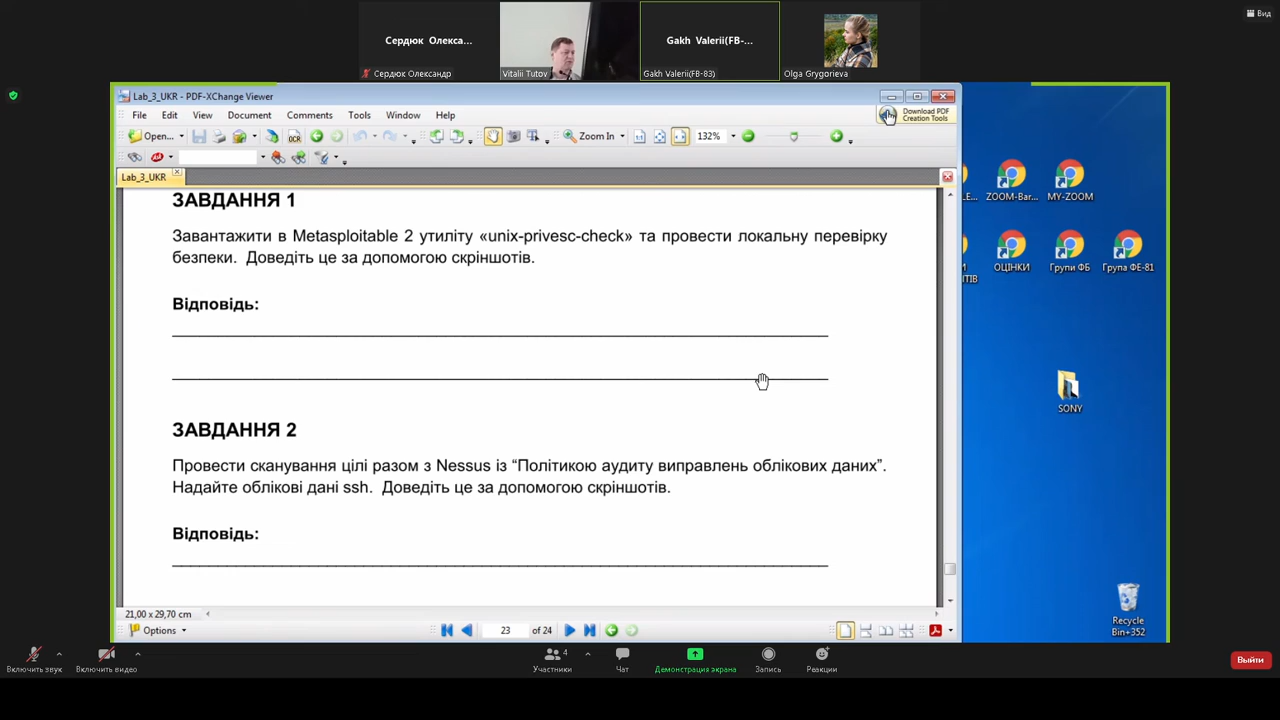 Вид
Сердюк Олекса...
Gakh Valerii(FB-...
Сердюк Олександр
Vitalii Tutov
Gakh Valerii(FB-83)
Olga Grygorieva
Lab_3_UKR - PDF-XChange Viewer
File Edit View Document Comments Tools Window Help
Download PDF
Creation Tools
Open... OCR Zoom In 132%
Lab_3_UKR
ЗАВДАННЯ 1
Завантажити в Metasploitable 2 утиліту «unix-privesc-check» та провести локальну перевірку
безпеки. Доведіть це за допомогою скріншотів.
Відповідь:
ЗАВДАННЯ 2
Провести сканування цілі разом з Nessus із “Політикою аудиту виправлень облікових даних”.
Надайте облікові дані ssh. Доведіть це за допомогою скріншотів.
Відповідь:
21,00 x 29,70 cm
Options 23 of 24
ZOOM-Bar... MY-ZOOM
ОЦІНКИ Групи ФБ Група ФЕ-81
SONY
Recycle
Bin+352
Включить звук Включить видео Участники 4 Чат Демонстрация экрана Запись Реакции Выйти